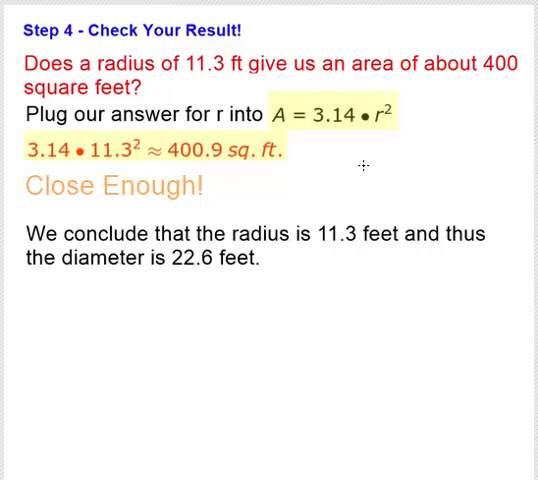 Step 4 - Check Your Result!
Does a radius of 11.3 ft give us an area of about 400
square feet?
Plug our answer for r into A = 3.14 • r²
3.14 • 11.3² ≈ 400.9 sq. ft.
Close Enough!
We conclude that the radius is 11.3 feet and thus
the diameter is 22.6 feet.